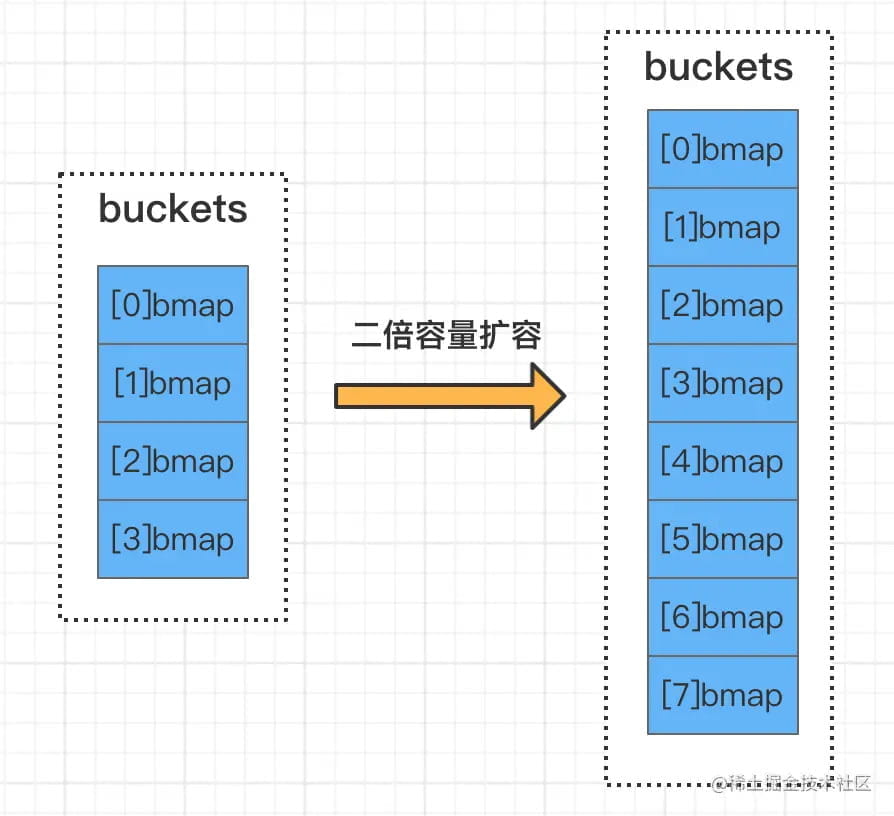 buckets
[0]bmap
[1]bmap
[2]bmap
[3]bmap
二倍容量扩容
buckets
[0]bmap
[1]bmap
[2]bmap
[3]bmap
[4]bmap
[5]bmap
[6]bmap
[7]bmap
@稀土掘金技术社区